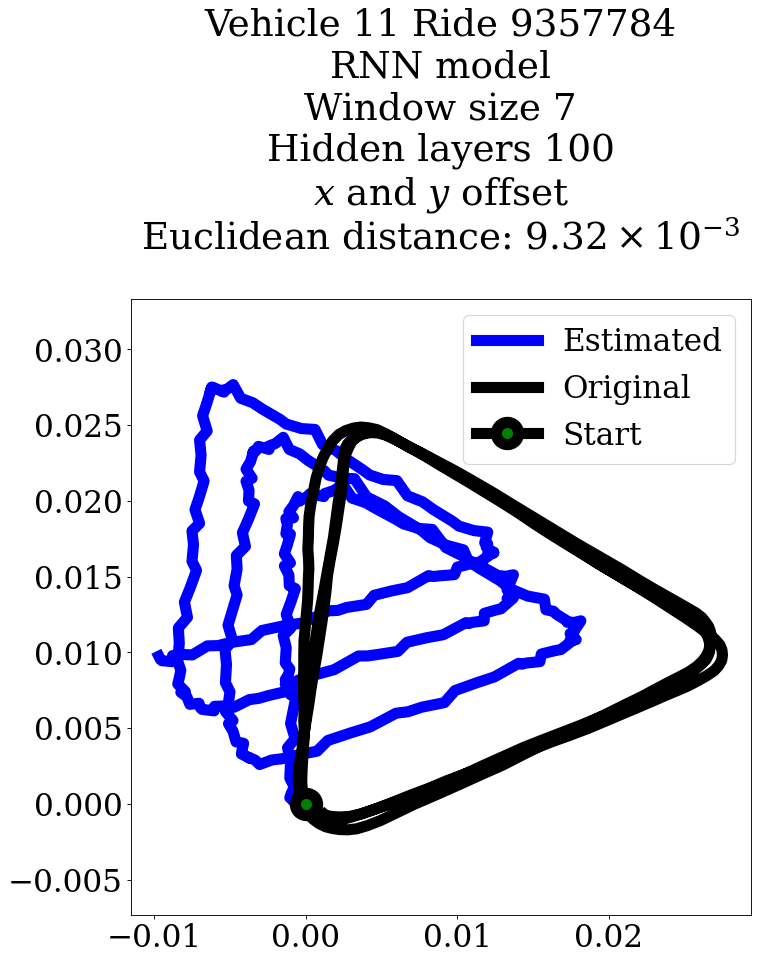 Vehicle 11 Ride 9357784
RNN model
Window size 7
Hidden layers 100
x and y offset
Euclidean distance: 9.32 × 10⁻³
Estimated
Original
Start
0.030
0.025
0.020
0.015
0.010
0.005
0.000
−0.005
−0.01 0.00 0.01 0.02